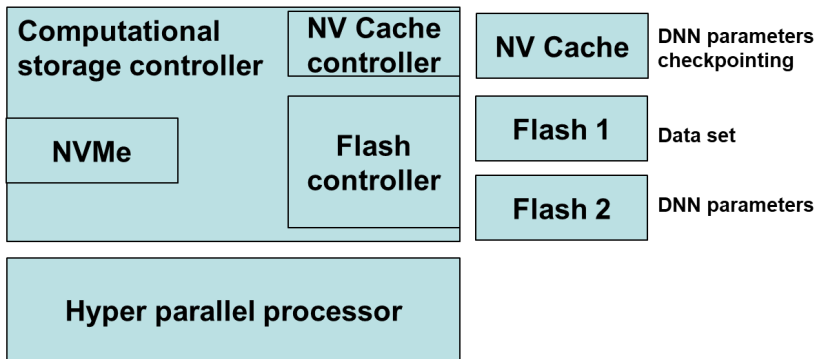 Computational
storage controller
NV Cache
controller
NVMe
Flash
controller
NV Cache
DNN parameters
checkpointing
Flash 1
Data set
Flash 2
DNN parameters
Hyper parallel processor